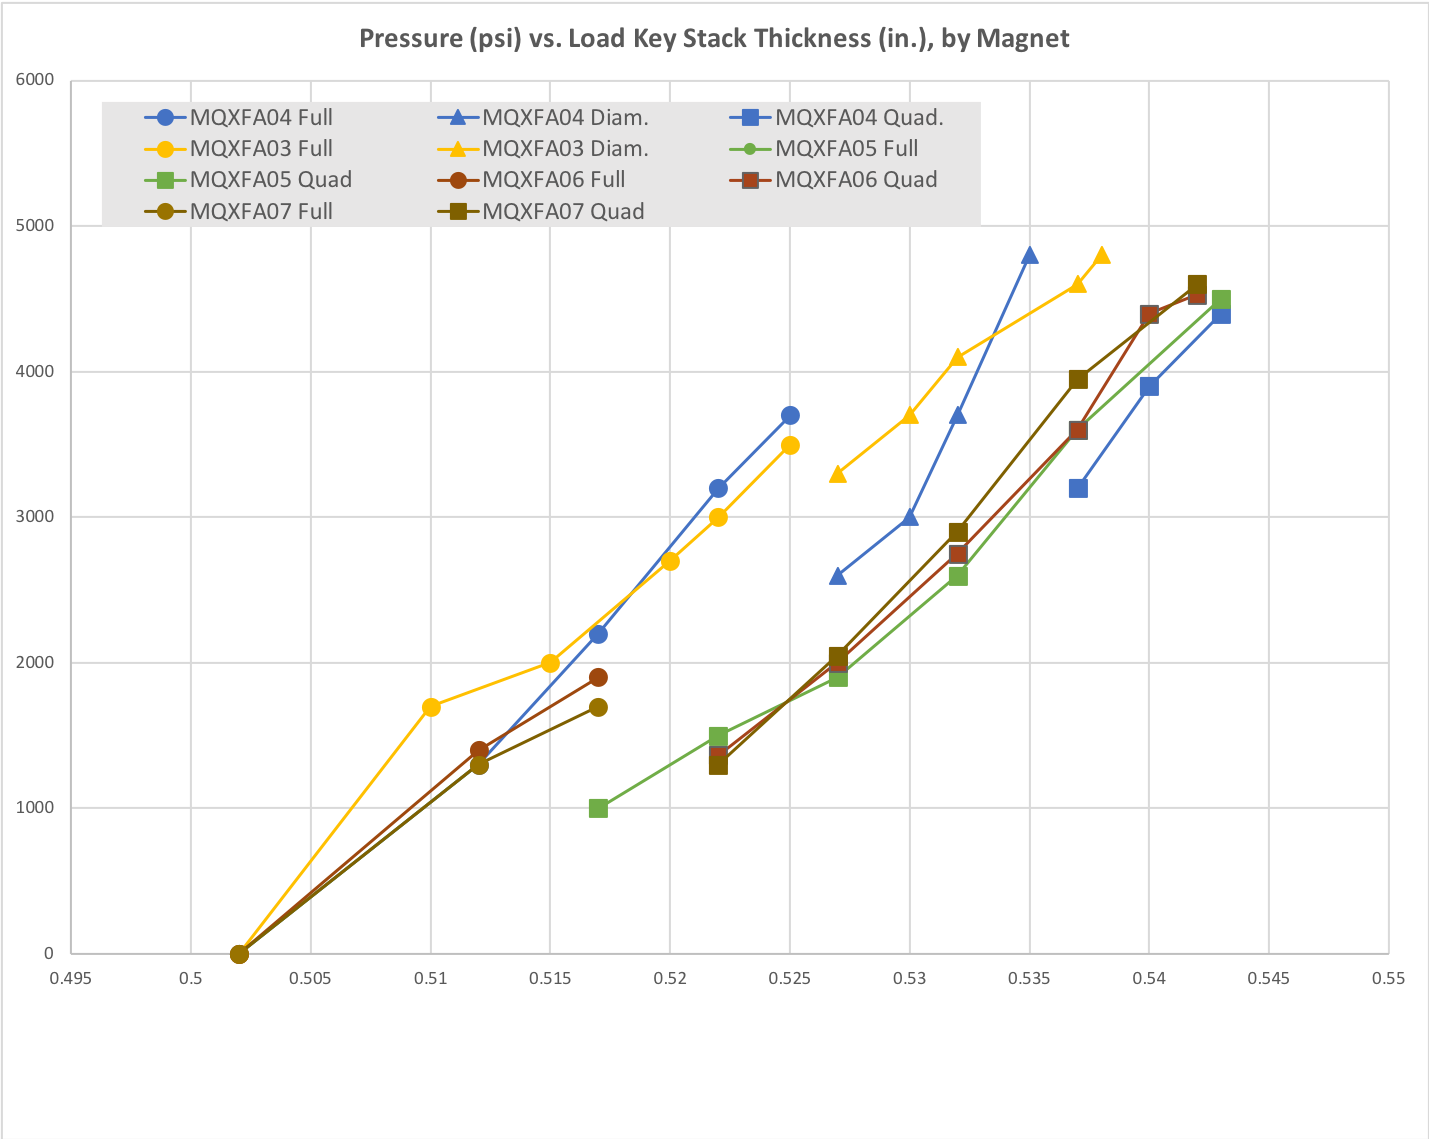 Pressure (psi) vs. Load Key Stack Thickness (in.), by Magnet
6000
MQXFA04 Full MQXFA04 Diam. MQXFA04 Quad.
MQXFA03 Full MQXFA03 Diam. MQXFA05 Full
MQXFA05 Quad MQXFA06 Full MQXFA06 Quad
MQXFA07 Full MQXFA07 Quad
5000
4000
3000
2000
1000
0
0.495 0.5 0.505 0.51 0.515 0.52 0.525 0.53 0.535 0.54 0.545 0.55